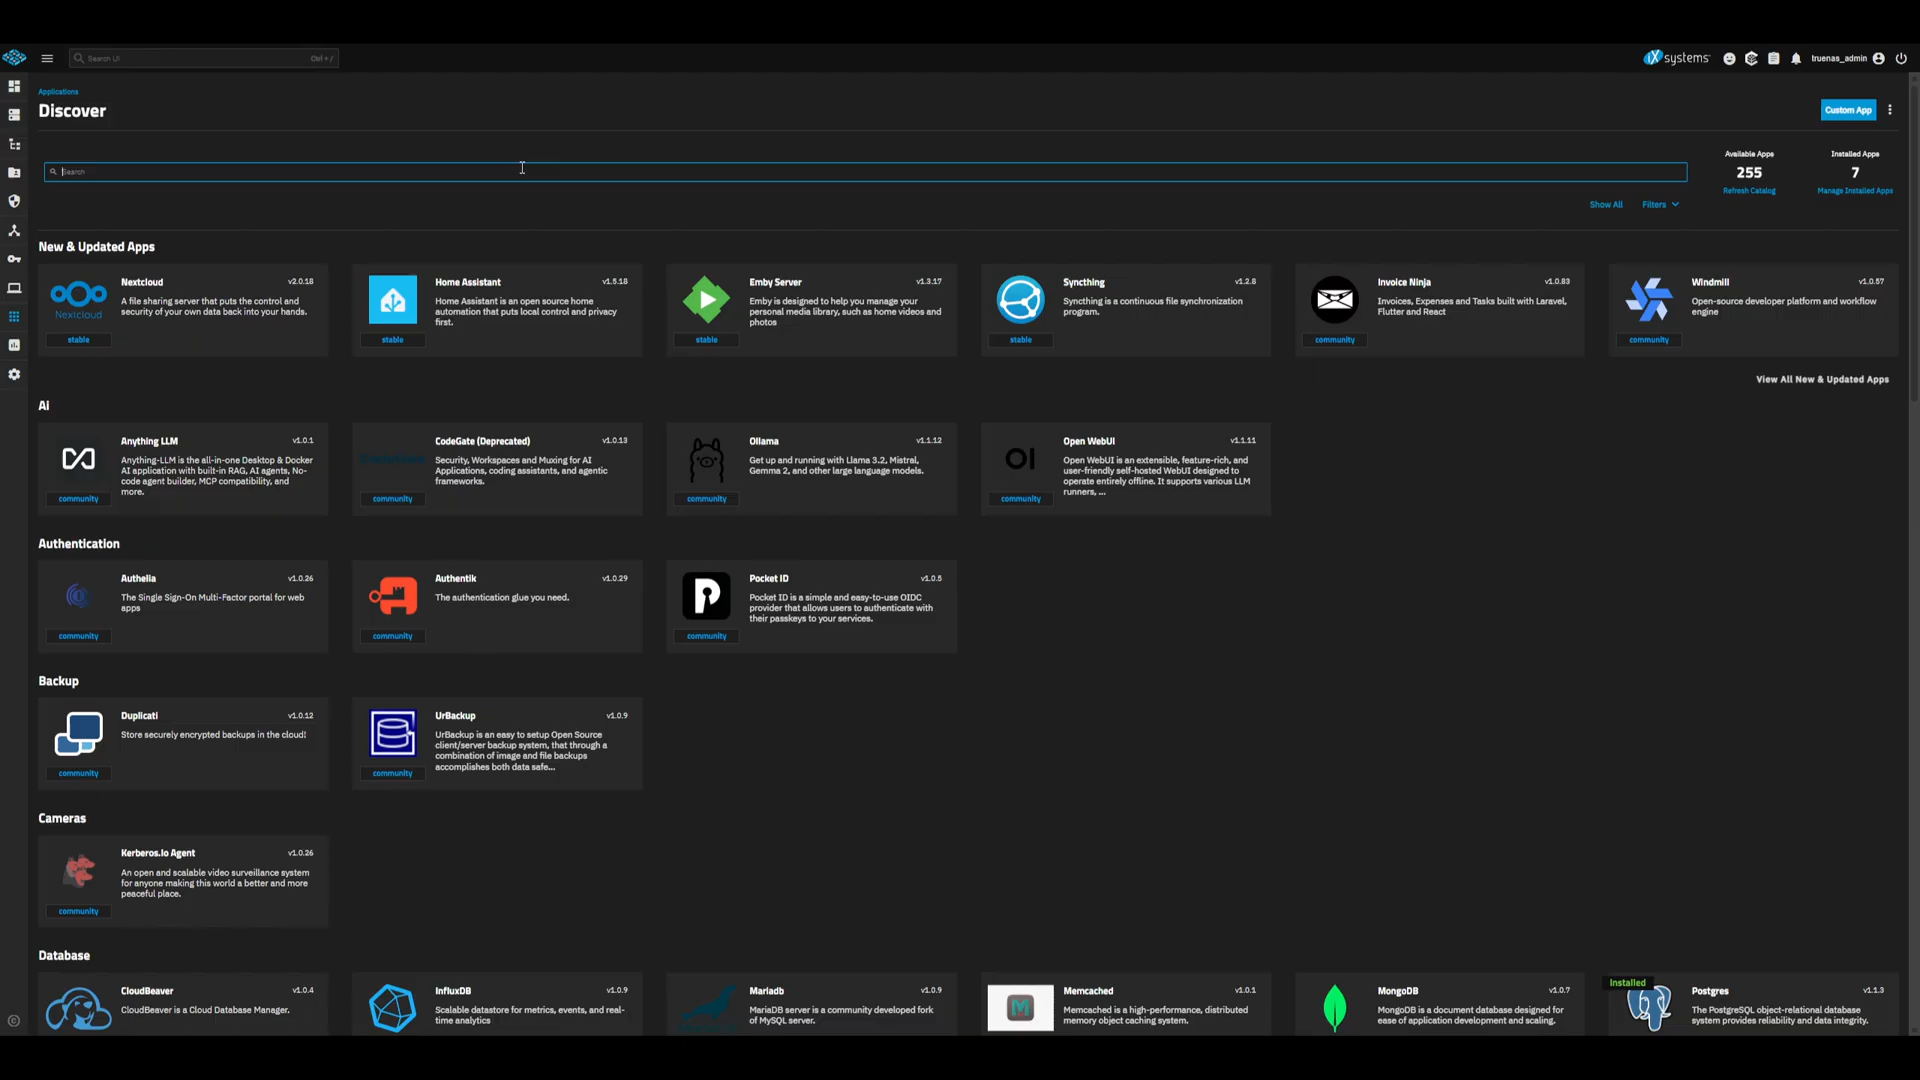 Search UI
Ctrl + /
iXsystems
truenas_admin
Applications
Discover
Custom App
Search
Available Apps
255
Refresh Catalog
Installed Apps
7
Manage Installed Apps
Show All
Filters
New & Updated Apps
Nextcloud
v2.0.18
A file sharing server that puts the control and
security of your own data back into your hands.
Nextcloud
stable
Home Assistant
v1.5.18
Home Assistant is an open source home
automation that puts local control and privacy
first.
stable
Emby Server
v1.3.17
Emby is designed to help you manage your
personal media library, such as home videos and
photos
stable
Syncthing
v1.2.8
Syncthing is a continuous file synchronization
program.
stable
Invoice Ninja
v1.0.83
Invoices, Expenses and Tasks built with Laravel,
Flutter and React
community
Windmill
v1.0.57
Open-source developer platform and workflow
engine
community
View All New & Updated Apps
Ai
Anything LLM
v1.0.1
Anything-LLM is the all-in-one Desktop & Docker
AI application with built-in RAG, AI agents, No-
code agent builder, MCP compatibility, and
more.
community
CodeGate (Deprecated)
v1.0.13
Security, Workspaces and Muxing for AI
Applications, coding assistants, and agentic
frameworks.
community
Ollama
v1.1.12
Get up and running with Llama 3.2, Mistral,
Gemma 2, and other large language models.
community
Open WebUI
v1.1.11
Open WebUI is an extensible, feature-rich, and
user-friendly self-hosted WebUI designed to
operate entirely offline. It supports various LLM
runners, ...
OI
community
Authentication
Authelia
v1.0.26
The Single Sign-On Multi-Factor portal for web
apps
community
Authentik
v1.0.29
The authentication glue you need.
community
Pocket ID
v1.0.5
Pocket ID is a simple and easy-to-use OIDC
provider that allows users to authenticate with
their passkeys to your services.
community
Backup
Duplicati
v1.0.12
Store securely encrypted backups in the cloud!
community
UrBackup
v1.0.9
UrBackup is an easy to setup Open Source
client/server backup system, that through a
combination of image and file backups
accomplishes both data safe...
community
Cameras
Kerberos.Io Agent
v1.0.26
An open and scalable video surveillance system
for anyone making this world a better and more
peaceful place.
community
Database
CloudBeaver
v1.0.4
CloudBeaver is a Cloud Database Manager.
InfluxDB
v1.0.9
Scalable datastore for metrics, events, and real-
time analytics
Mariadb
v1.0.9
MariaDB server is a community developed fork
of MySQL server.
M
Memcached
v1.0.1
Memcached is a high-performance, distributed
memory object caching system.
MongoDB
v1.0.7
MongoDB is a document database designed for
ease of application development and scaling.
Installed
Postgres
v1.1.3
The PostgreSQL object-relational database
system provides reliability and data integrity.